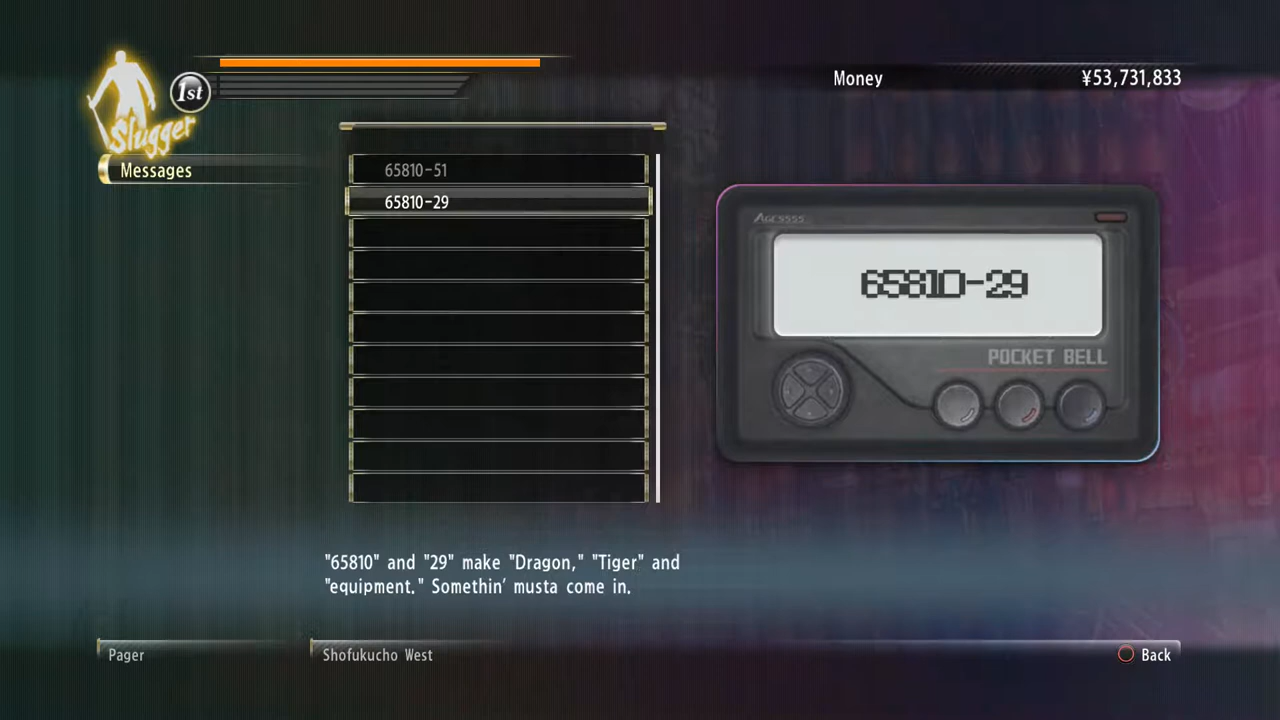 Slugger
1st
Money
¥53,731,833
Messages
65810-51
65810-29
AGESSSS
65810-29
POCKET BELL
"65810" and "29" make "Dragon," "Tiger" and
"equipment." Somethin' musta come in.
Pager
Shofukucho West
Back